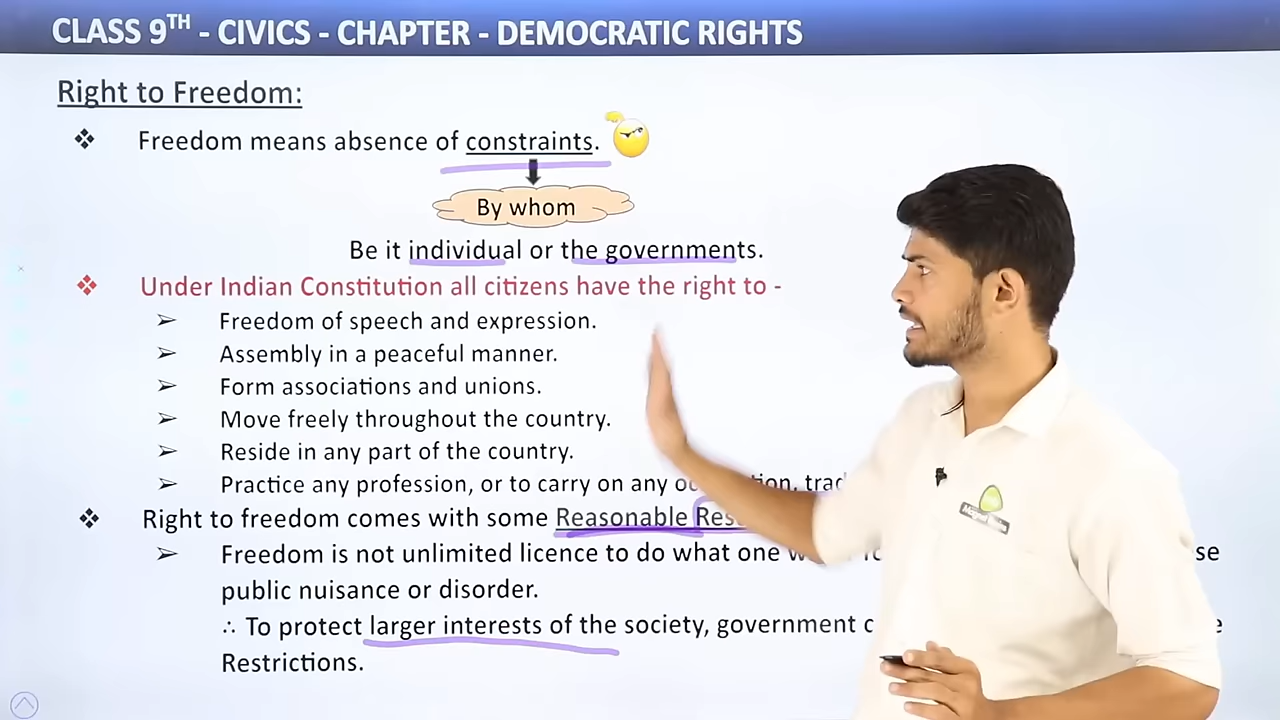 CLASS 9TH - CIVICS - CHAPTER - DEMOCRATIC RIGHTS
Right to Freedom:
❖ Freedom means absence of constraints.
By whom
Be it individual or the governments.
❖ Under Indian Constitution all citizens have the right to -
➢ Freedom of speech and expression.
➢ Assembly in a peaceful manner.
➢ Form associations and unions.
➢ Move freely throughout the country.
➢ Reside in any part of the country.
➢ Practice any profession, or to carry on any
❖ Right to freedom comes with some Reasonable
➢ Freedom is not unlimited licence to do what one
public nuisance or disorder.
∴ To protect larger interests of the society, government
Restrictions.